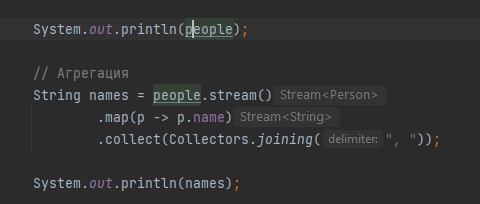 System.out.println(people);
// Агрегация
String names = people.stream() Stream<Person>
.map(p -> p.name) Stream<String>
.collect(Collectors.joining( delimiter: ", "));
System.out.println(names);